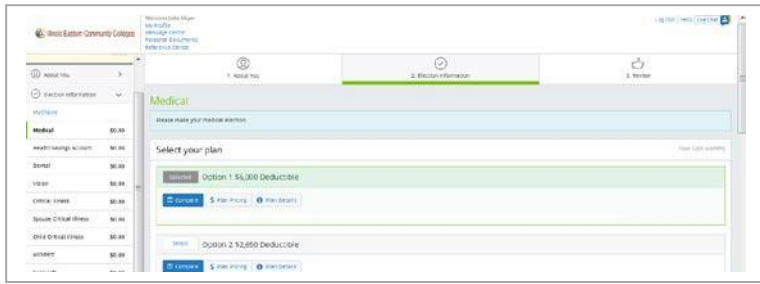 Illinois Eastern Community Colleges
Welcome Julie Mayer
My Profile
Message Center
Personal Documents
Reference Center
Log Out
Help
Live Chat
1. About You
2. Election Information
3. Review
About You
Election Information
Medical $0.00
Health Savings Account $0.00
Dental $0.00
Vision $0.00
Critical Illness $0.00
Spouse Critical Illness $0.00
Child Critical Illness $0.00
Accident $0.00
Medical
Please make your medical election.
Select your plan
Selected Option 1 $6,000 Deductible
Compare $ Plan Pricing Plan Details
Select Option 2 $2,650 Deductible
Compare $ Plan Pricing Plan Details